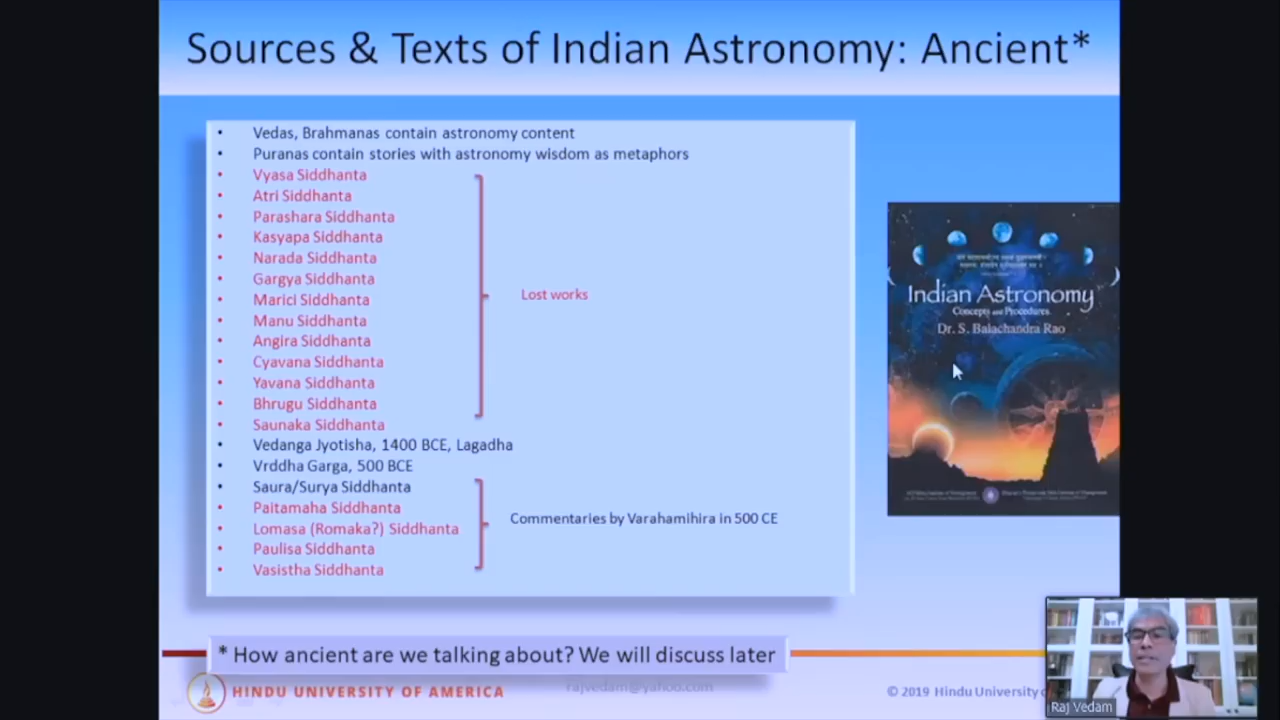 Sources & Texts of Indian Astronomy: Ancient*
• Vedas, Brahmanas contain astronomy content
• Puranas contain stories with astronomy wisdom as metaphors
• Vyasa Siddhanta
• Atri Siddhanta
• Parashara Siddhanta
• Kasyapa Siddhanta
• Narada Siddhanta
• Gargya Siddhanta
• Marici Siddhanta
• Manu Siddhanta
• Angira Siddhanta
• Cyavana Siddhanta
• Yavana Siddhanta
• Bhrugu Siddhanta
• Saunaka Siddhanta
Lost works
• Vedanga Jyotisha, 1400 BCE, Lagadha
• Vrddha Garga, 500 BCE
• Saura/Surya Siddhanta
• Paitamaha Siddhanta
• Lomasa (Romaka?) Siddhanta
• Paulisa Siddhanta
• Vasistha Siddhanta
Commentaries by Varahamihira in 500 CE
Indian Astronomy
Concepts and Procedures
Dr. S. Balachandra Rao
* How ancient are we talking about? We will discuss later
HINDU UNIVERSITY OF AMERICA
rajvedam@yahoo.com
© 2019 Hindu University
Raj Vedam